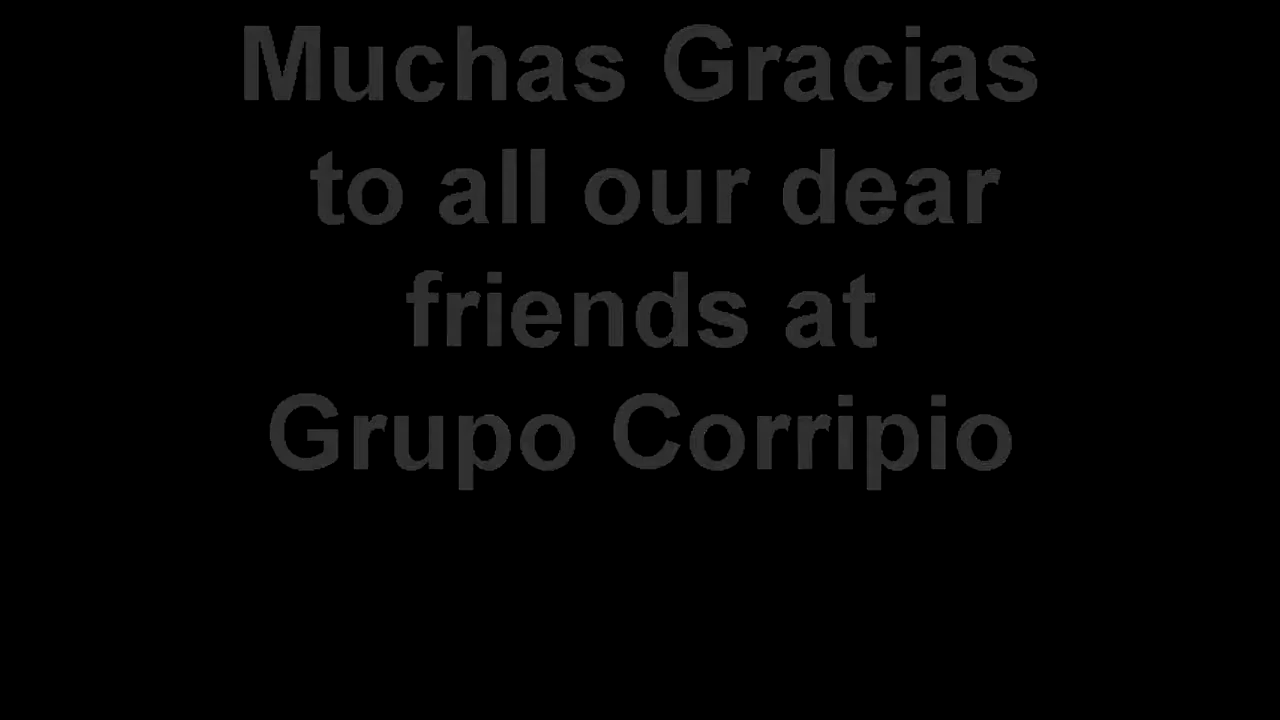 Muchas Gracias
to all our dear
friends at
Grupo Corripio